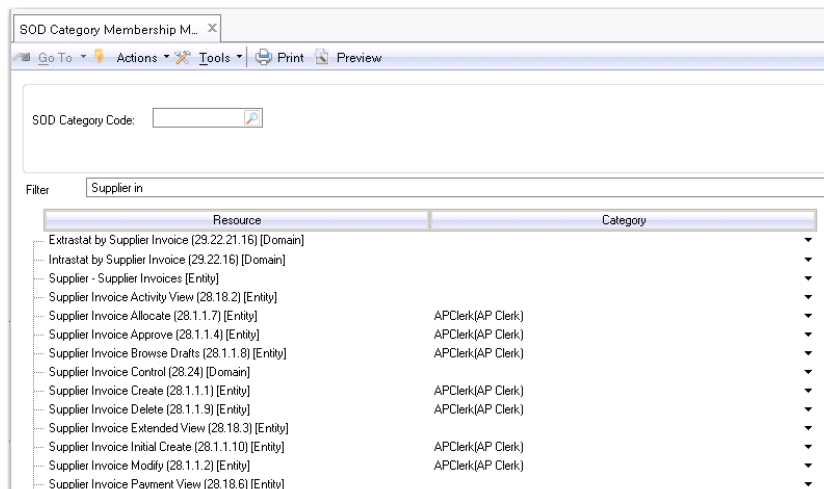 SOD Category Membership M...
Go To Actions Tools Print Preview
SOD Category Code:
Filter Supplier in
Resource Category
Extrastat by Supplier Invoice (29.22.21.16) [Domain]
Intrastat by Supplier Invoice (29.22.16) [Domain]
Supplier - Supplier Invoices [Entity]
Supplier Invoice Activity View (28.18.2) [Entity]
Supplier Invoice Allocate (28.1.1.7) [Entity] APClerk(AP Clerk)
Supplier Invoice Approve (28.1.1.4) [Entity] APClerk(AP Clerk)
Supplier Invoice Browse Drafts (28.1.1.8) [Entity] APClerk(AP Clerk)
Supplier Invoice Control (28.24) [Domain]
Supplier Invoice Create (28.1.1.1) [Entity] APClerk(AP Clerk)
Supplier Invoice Delete (28.1.1.9) [Entity] APClerk(AP Clerk)
Supplier Invoice Extended View (28.18.3) [Entity]
Supplier Invoice Initial Create (28.1.1.10) [Entity] APClerk(AP Clerk)
Supplier Invoice Modify (28.1.1.2) [Entity] APClerk(AP Clerk)
Supplier Invoice Payment View (28.18.6) [Entity]